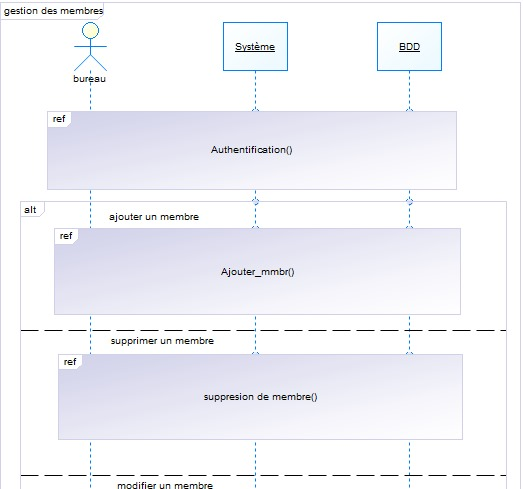 gestion des membres
Système
BDD
bureau
ref
Authentification()
alt
ajouter un membre
ref
Ajouter_mmbr()
supprimer un membre
ref
suppresion de membre()
modifier un membre